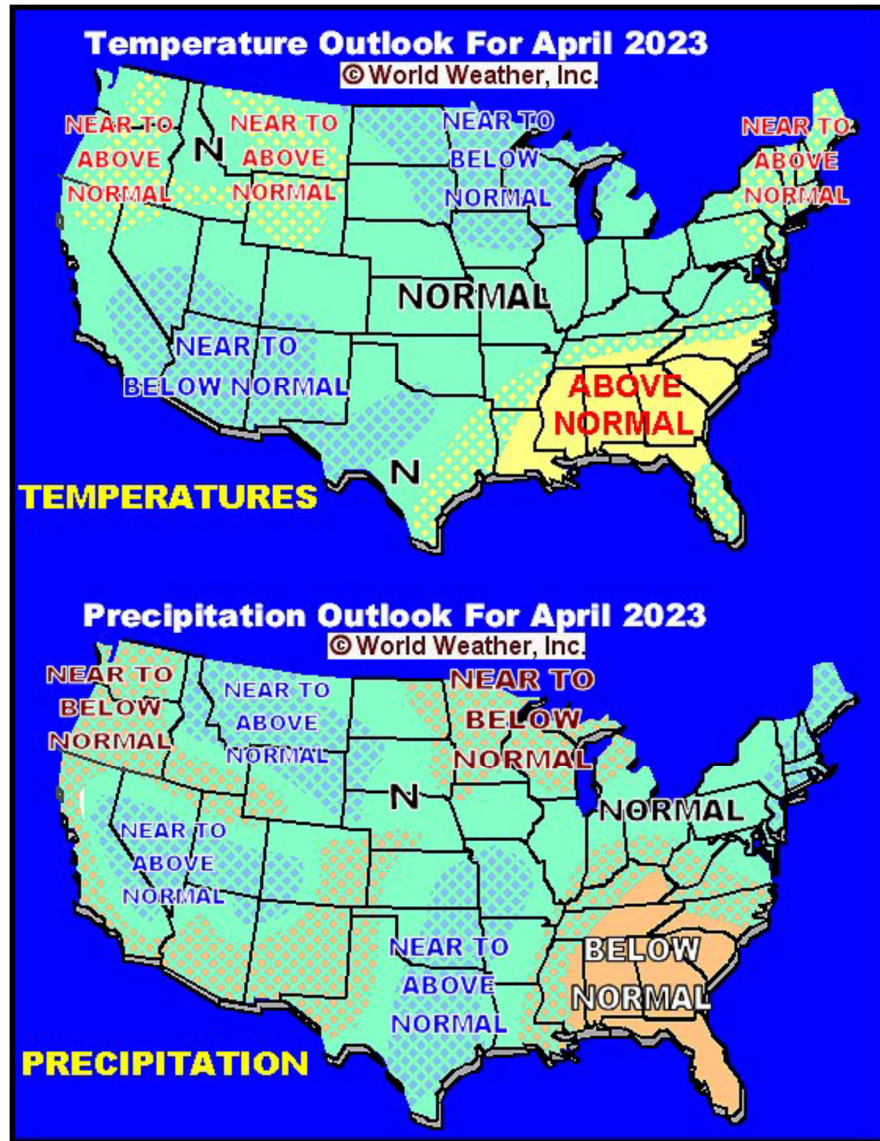 Temperature Outlook For April 2023
© World Weather, Inc.
NEAR TO
ABOVE
NORMAL
N
NEAR TO
ABOVE
NORMAL
NEAR TO
BELOW
NORMAL
NEAR TO
ABOVE
NORMAL
NORMAL
NEAR TO
BELOW NORMAL
ABOVE
NORMAL
N
TEMPERATURES
Precipitation Outlook For April 2023
© World Weather, Inc.
NEAR TO
BELOW
NORMAL
NEAR TO
ABOVE
NORMAL
NEAR TO
BELOW
NORMAL
N
NORMAL
NEAR TO
ABOVE
NORMAL
NEAR TO
ABOVE
NORMAL
BELOW
NORMAL
PRECIPITATION